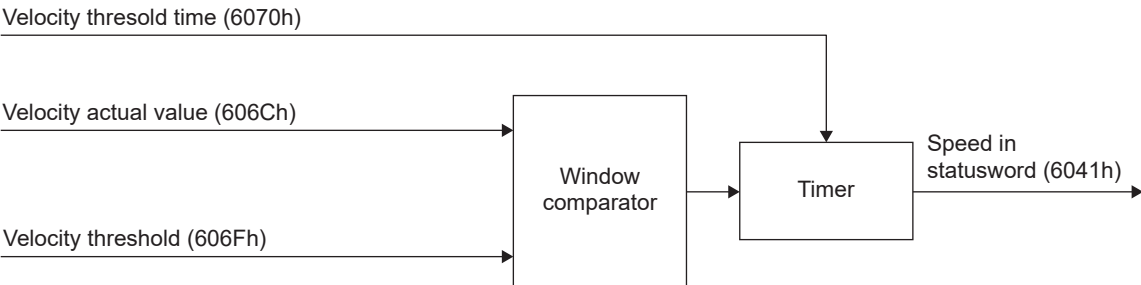 Velocity thresold time (6070h)
Velocity actual value (606Ch)
Speed in
statusword (6041h)
Window
comparator
Timer
Velocity threshold (606Fh)